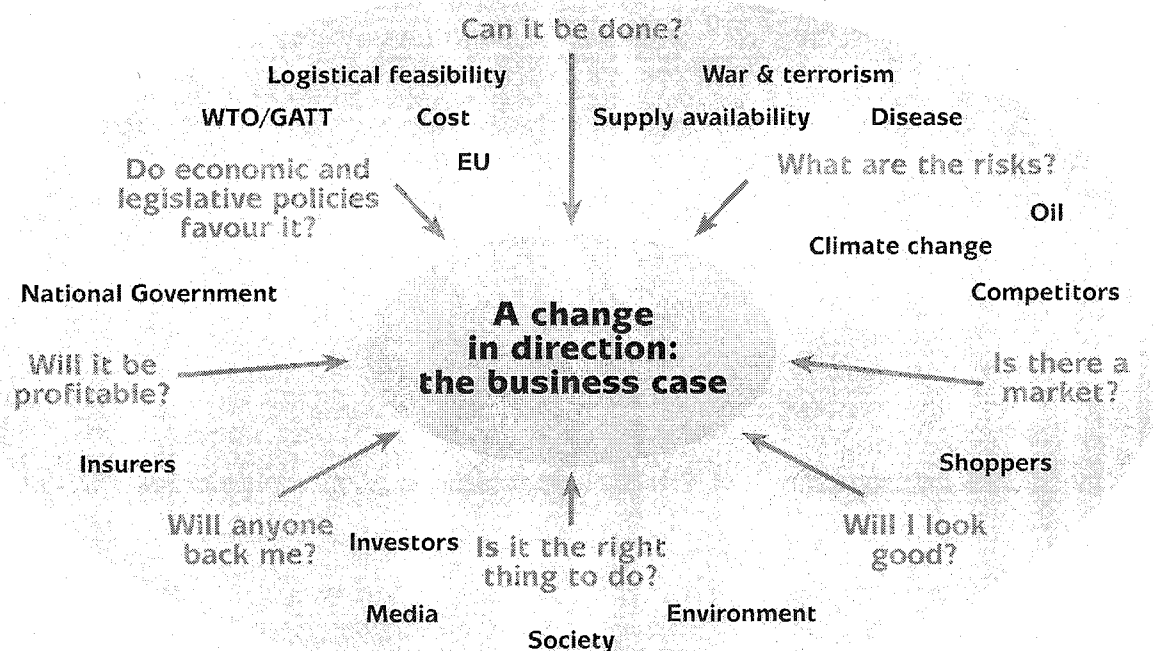 Can it be done?
Logistical feasibility
War & terrorism
WTO/GATT
Cost
Supply availability
Disease
EU
Do economic and
legislative policies
favour it?
What are the risks?
Oil
Climate change
National Government
Competitors
A change
in direction:
the business case
Will it be
profitable?
Is there a
market?
Insurers
Shoppers
Will anyone
back me?
Investors
Is it the right
thing to do?
Will I look
good?
Media
Society
Environment